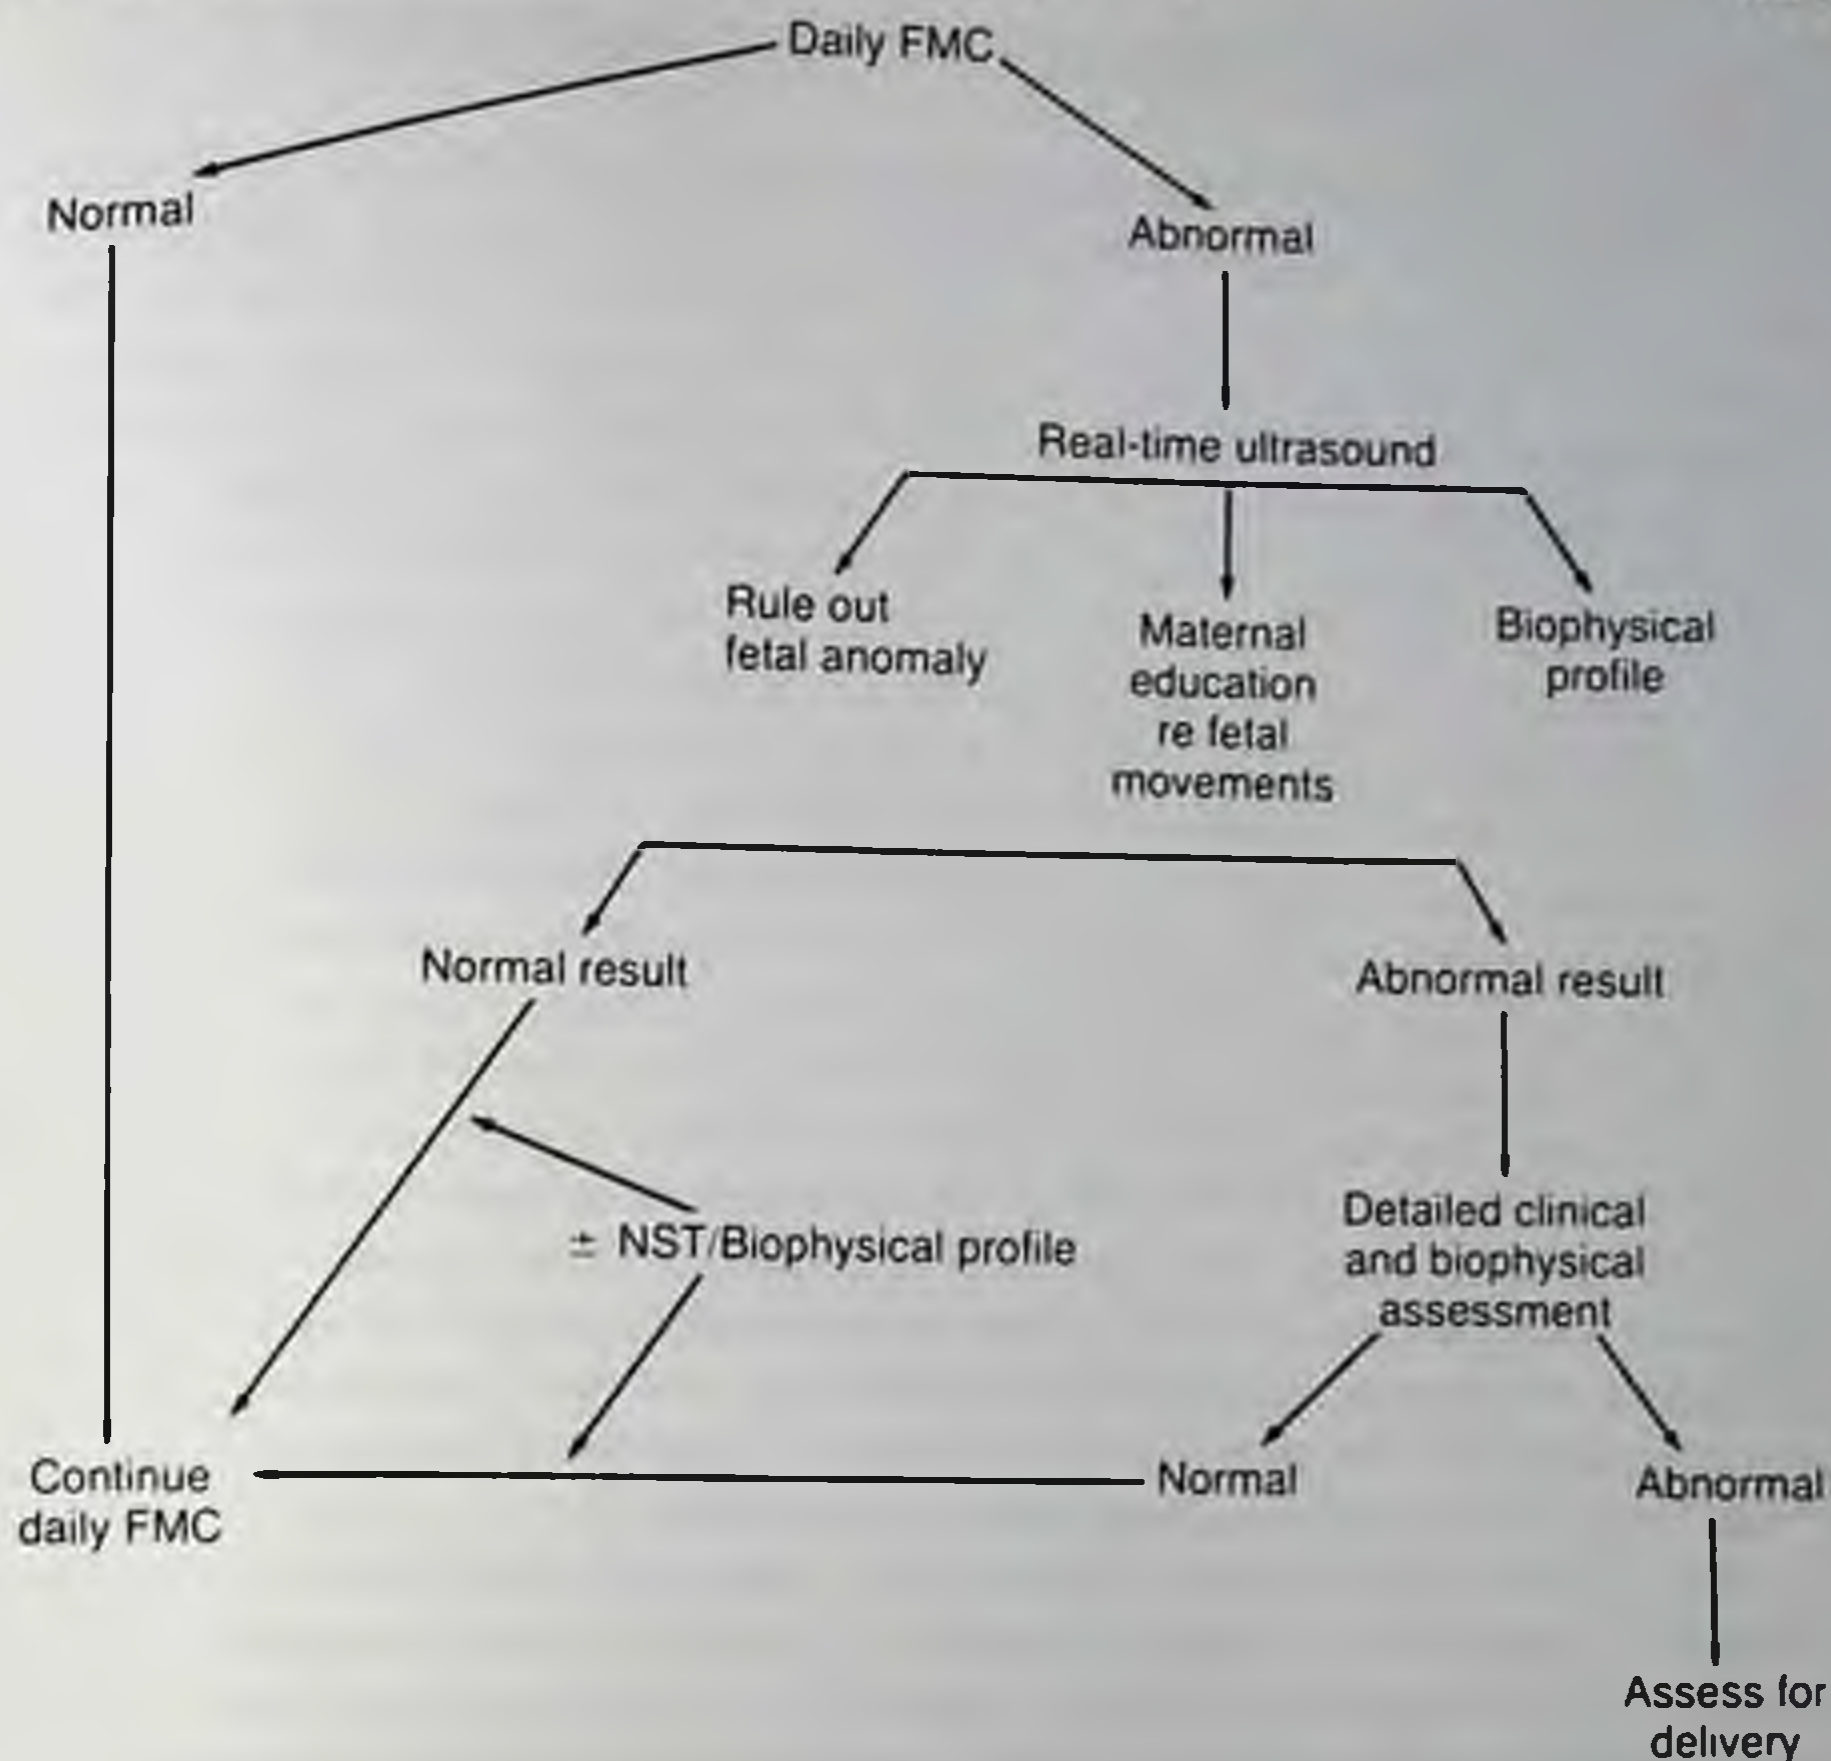 Daily FMC
Normal
Abnormal
Real-time ultrasound
Rule out
fetal anomaly
Maternal
education
re fetal
movements
Biophysical
profile
Normal result
Abnormal result
± NST/Biophysical profile
Detailed clinical
and biophysical
assessment
Continue
daily FMC
Normal
Abnormal
Assess for
delivery